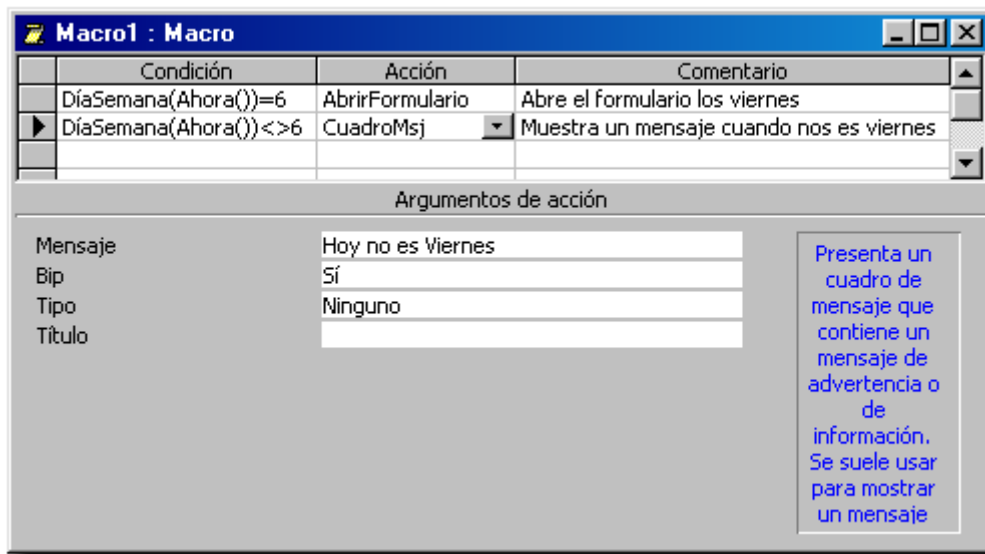 Macro1 : Macro
Condición Acción Comentario
DíaSemana(Ahora())=6 AbrirFormulario Abre el formulario los viernes
DíaSemana(Ahora())<>6 CuadroMsj Muestra un mensaje cuando nos es viernes
Argumentos de acción
Mensaje Hoy no es Viernes
Bip Sí
Tipo Ninguno
Título
Presenta un
cuadro de
mensaje que
contiene un
mensaje de
advertencia o
de
información.
Se suele usar
para mostrar
un mensaje